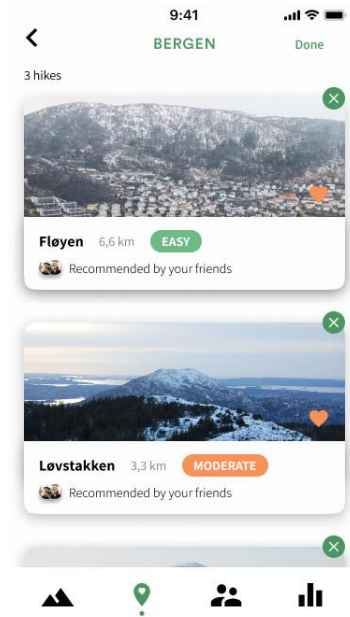 9:41
BERGEN
Done
3 hikes
Fløyen 6,6 km EASY
Recommended by your friends
Løvstakken 3,3 km MODERATE
Recommended by your friends